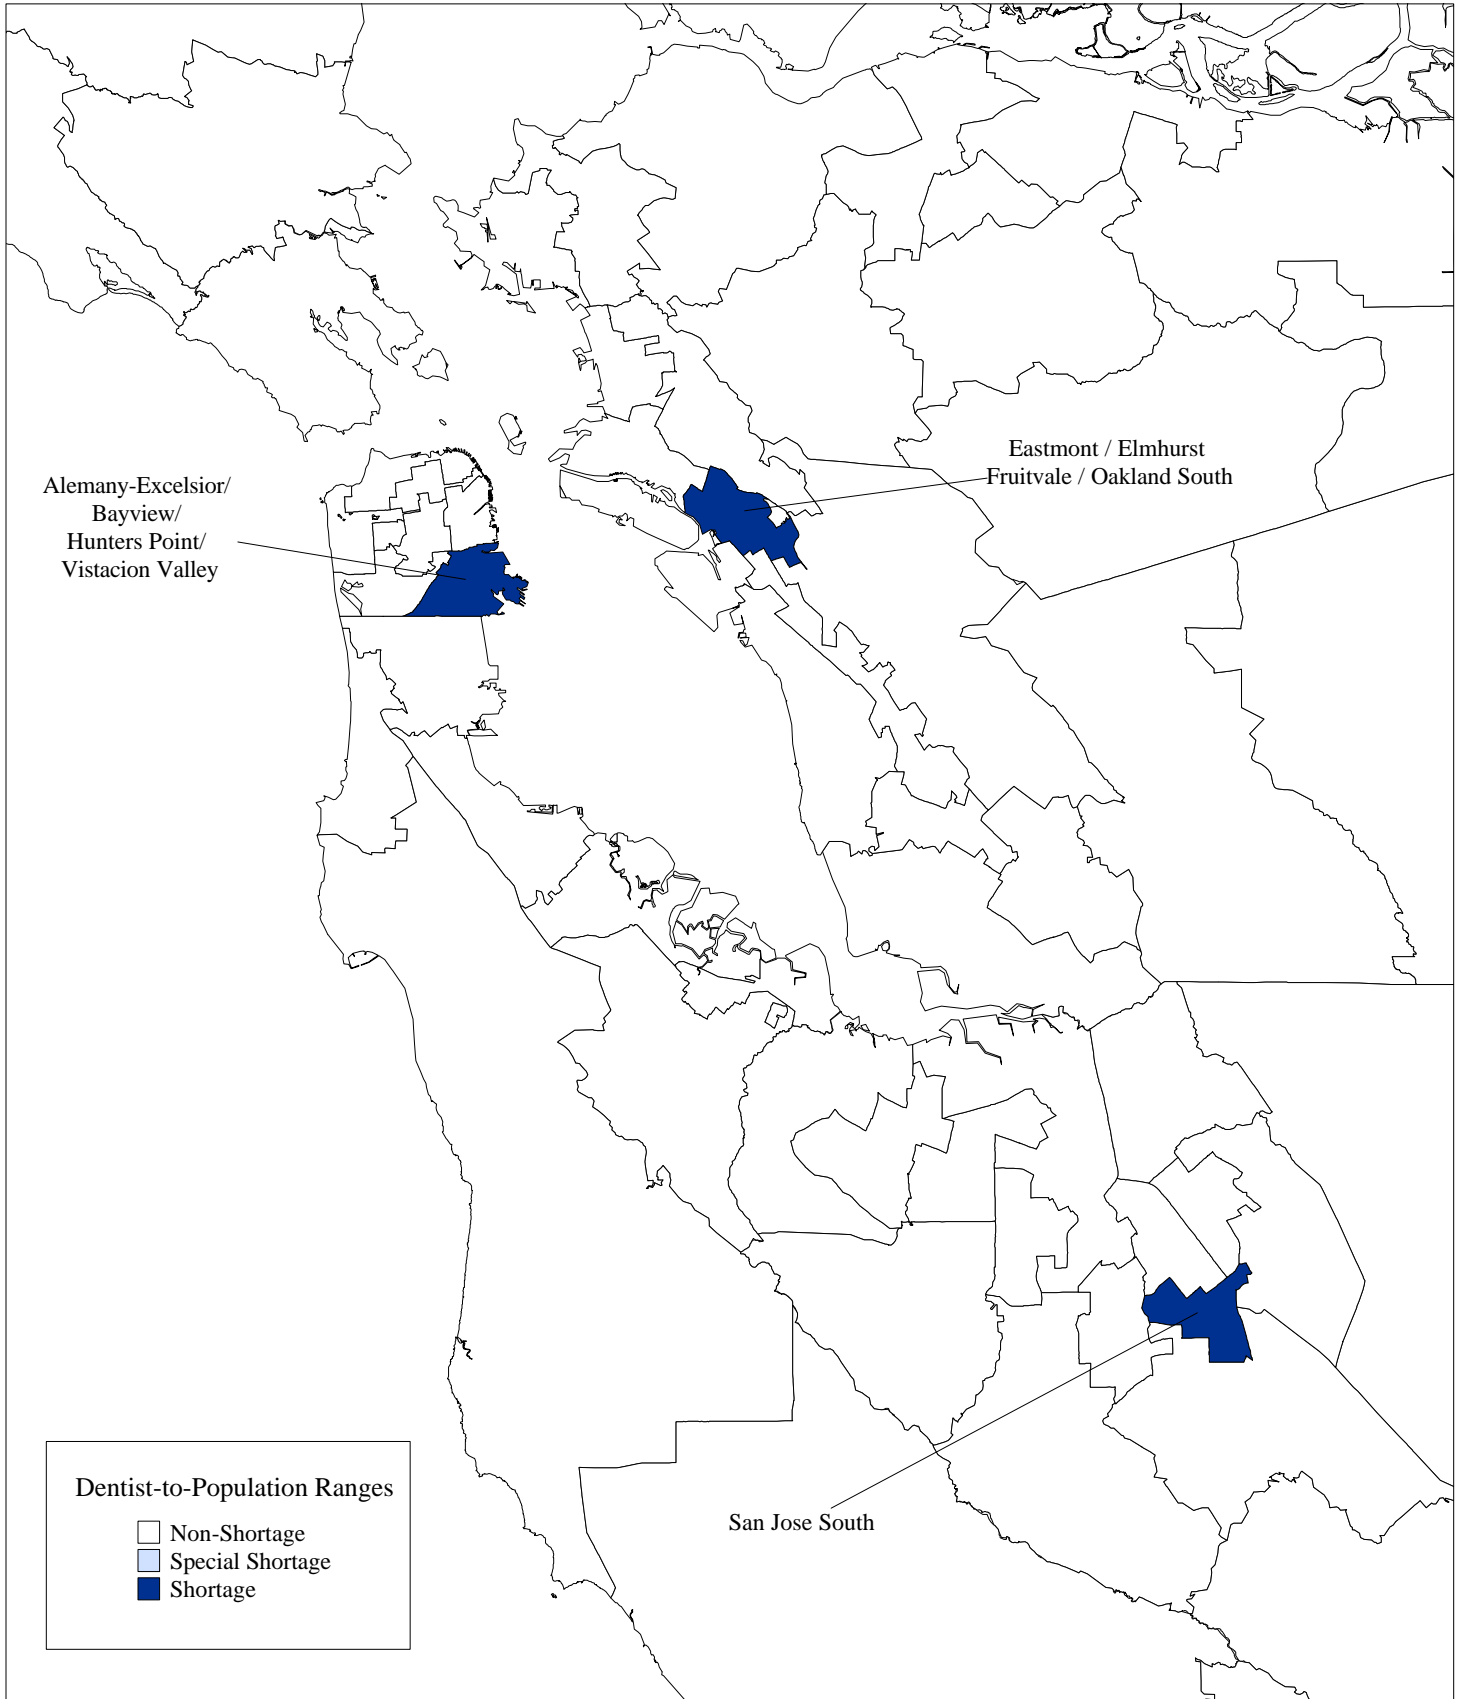 Eastmont / Elmhurst
Fruitvale / Oakland South
Alemany-Excelsior/
Bayview/
Hunters Point/
Vistacion Valley
San Jose South
Dentist-to-Population Ranges
Non-Shortage
Special Shortage
Shortage